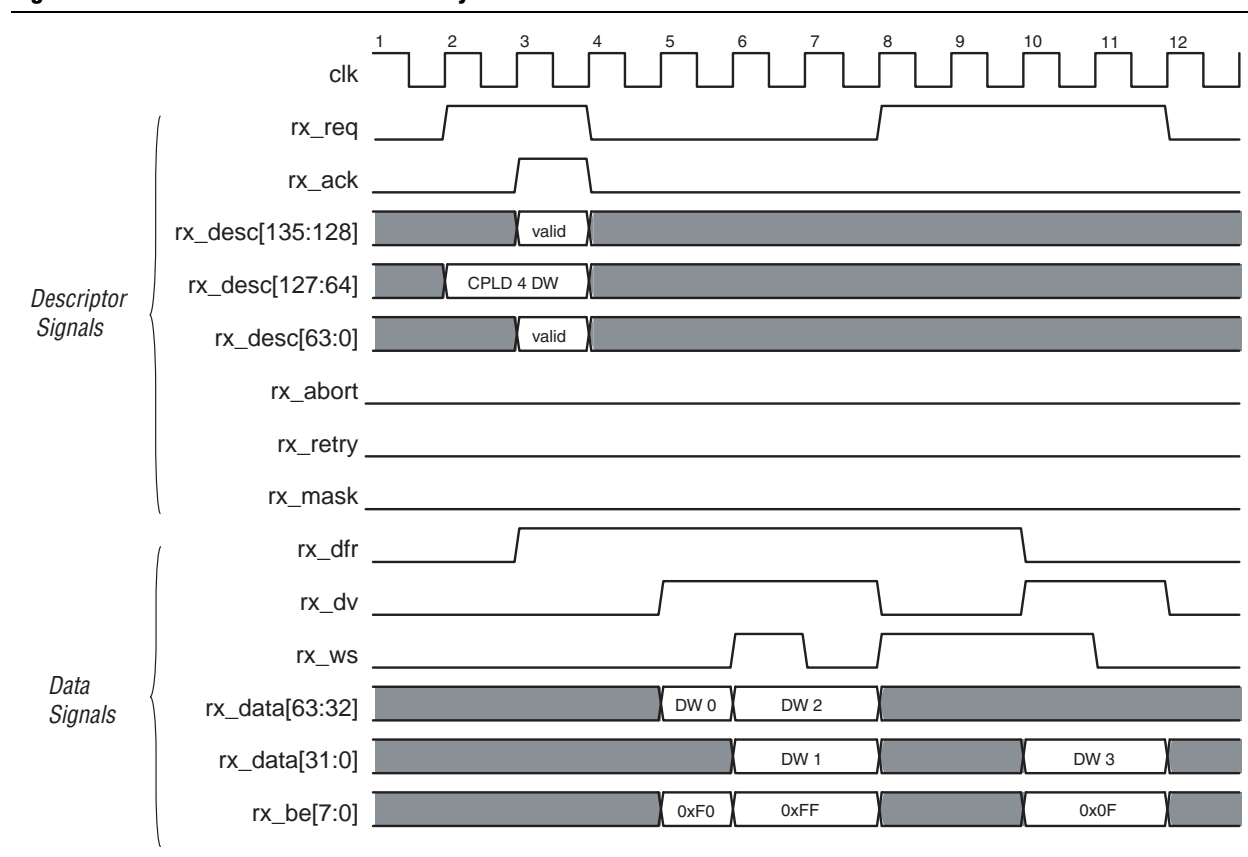 1 2 3 4 5 6 7 8 9 10 11 12
clk
rx_req
rx_ack
rx_desc[135:128] valid
rx_desc[127:64] CPLD 4 DW
Descriptor
Signals
rx_desc[63:0] valid
rx_abort
rx_retry
rx_mask
rx_dfr
rx_dv
rx_ws
Data
Signals
rx_data[63:32] DW 0 DW 2
rx_data[31:0] DW 1 DW 3
rx_be[7:0] 0xF0 0xFF 0x0F